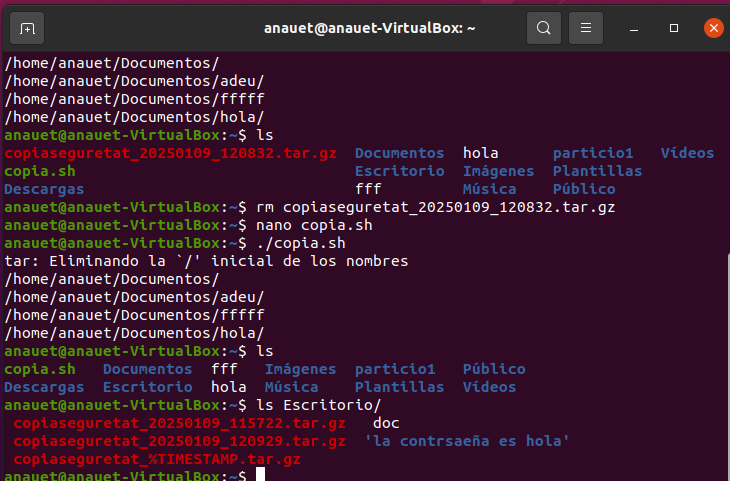 anauet@anauet-VirtualBox: ~
/home/anauet/Documentos/
/home/anauet/Documentos/adeu/
/home/anauet/Documentos/fffff
/home/anauet/Documentos/hola/
anauet@anauet-VirtualBox:~$ ls
copiaseguretat_20250109_120832.tar.gz  Documentos  hola      particio1   Vídeos
copia.sh                               Escritorio  Imágenes  Plantillas
Descargas                              fff         Música    Público
anauet@anauet-VirtualBox:~$ rm copiaseguretat_20250109_120832.tar.gz
anauet@anauet-VirtualBox:~$ nano copia.sh
anauet@anauet-VirtualBox:~$ ./copia.sh
tar: Eliminando la `/' inicial de los nombres
/home/anauet/Documentos/
/home/anauet/Documentos/adeu/
/home/anauet/Documentos/fffff
/home/anauet/Documentos/hola/
anauet@anauet-VirtualBox:~$ ls
copia.sh   Documentos  fff   Imágenes  particio1   Público
Descargas  Escritorio  hola  Música    Plantillas  Vídeos
anauet@anauet-VirtualBox:~$ ls Escritorio/
copiaseguretat_20250109_115722.tar.gz   doc
copiaseguretat_20250109_120929.tar.gz  'la contrsaeña es hola'
copiaseguretat_%TIMESTAMP.tar.gz
anauet@anauet-VirtualBox:~$